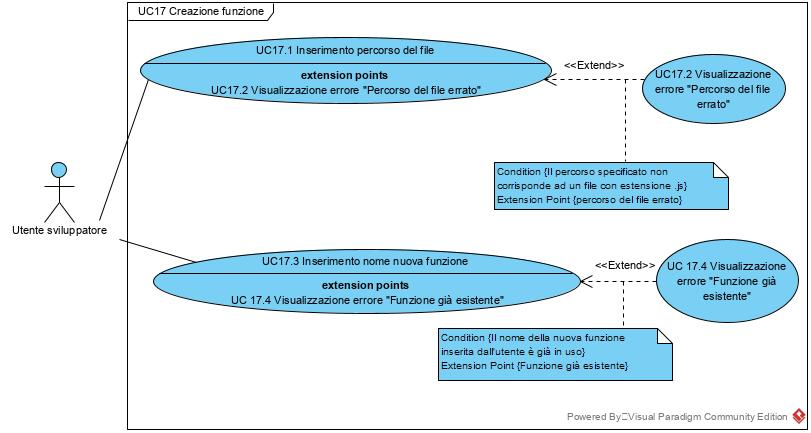 UC17 Creazione funzione
UC17.1 Inserimento percorso del file
extension points
UC17.2 Visualizzazione errore "Percorso del file errato"
<<Extend>>
UC17.2 Visualizzazione
errore "Percorso del file
errato"
Condition {Il percorso specificato non
corrisponde ad un file con estensione .js}
Extension Point {percorso del file errato}
Utente sviluppatore
UC17.3 Inserimento nome nuova funzione
extension points
UC 17.4 Visualizzazione errore "Funzione già esistente"
<<Extend>>
UC 17.4 Visualizzazione
errore "Funzione già
esistente"
Condition {Il nome della nuova funzione
inserita dall'utente è già in uso}
Extension Point {Funzione già esistente}
Powered By Visual Paradigm Community Edition